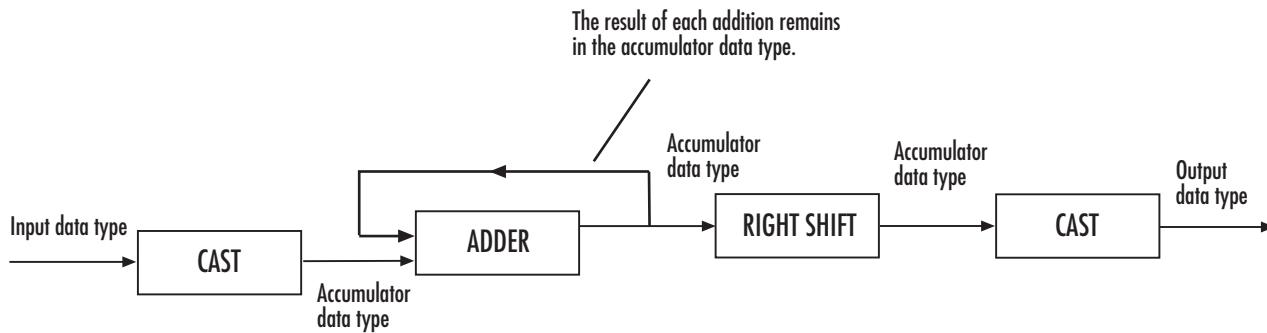 The result of each addition remains
in the accumulator data type.
Accumulator
data type
Accumulator
data type
Output
data type
Input data type
CAST
ADDER
RIGHT SHIFT
CAST
Accumulator
data type